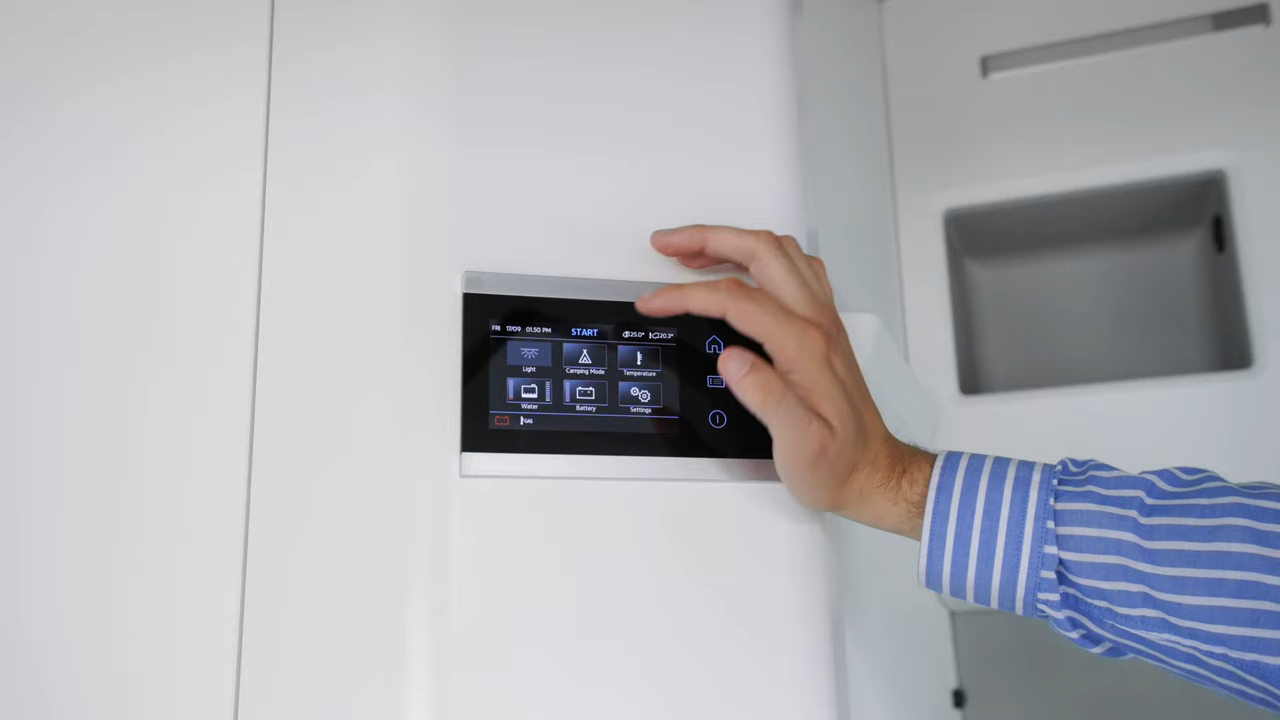 FRI 17/09 01:50 PM START 25.0° 20.3°
Light Camping Mode Temperature
Water Battery Settings
GAS